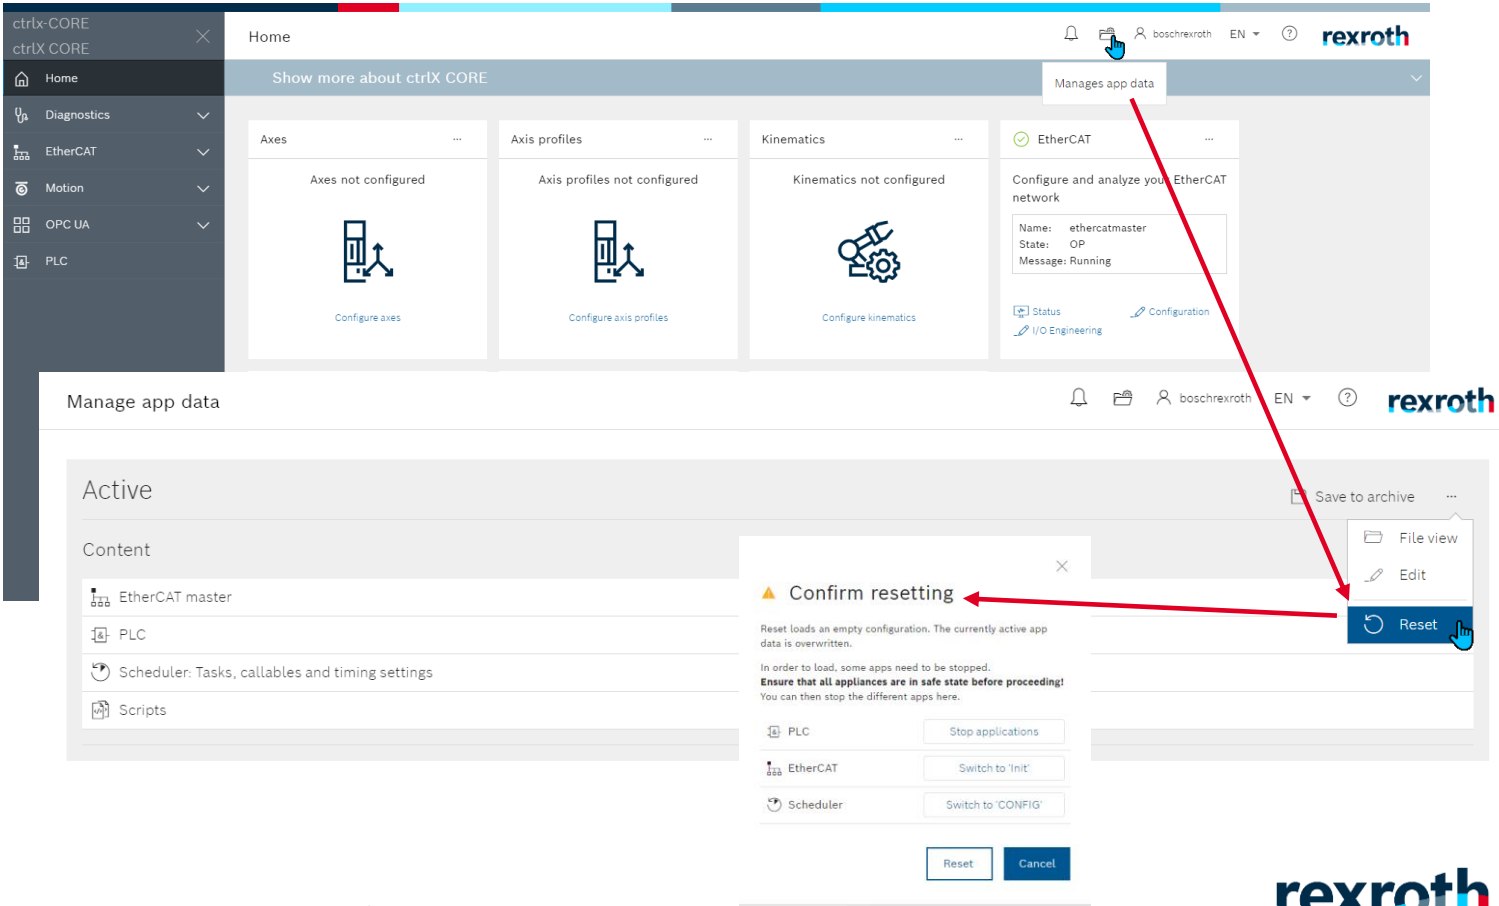 ctrlx-CORE
ctrlX CORE
Home
Diagnostics
EtherCAT
Motion
OPC UA
PLC
Home
boschrexroth EN ? rexroth
Show more about ctrlX CORE
Manages app data
Axes ...
Axes not configured
Configure axes
Axis profiles ...
Axis profiles not configured
Configure axis profiles
Kinematics ...
Kinematics not configured
Configure kinematics
EtherCAT ...
Configure and analyze your EtherCAT
network
Name: ethercatmaster
State: OP
Message: Running
Status Configuration
I/O Engineering
Manage app data
boschrexroth EN ? rexroth
Active
Save to archive ...
File view
Edit
Reset
Content
EtherCAT master
PLC
Scheduler: Tasks, callables and timing settings
Scripts
Confirm resetting
Reset loads an empty configuration. The currently active app
data is overwritten.
In order to load, some apps need to be stopped.
Ensure that all appliances are in safe state before proceeding!
You can then stop the different apps here.
PLC Stop applications
EtherCAT Switch to 'Init'
Scheduler Switch to 'CONFIG'
Reset Cancel
rexroth